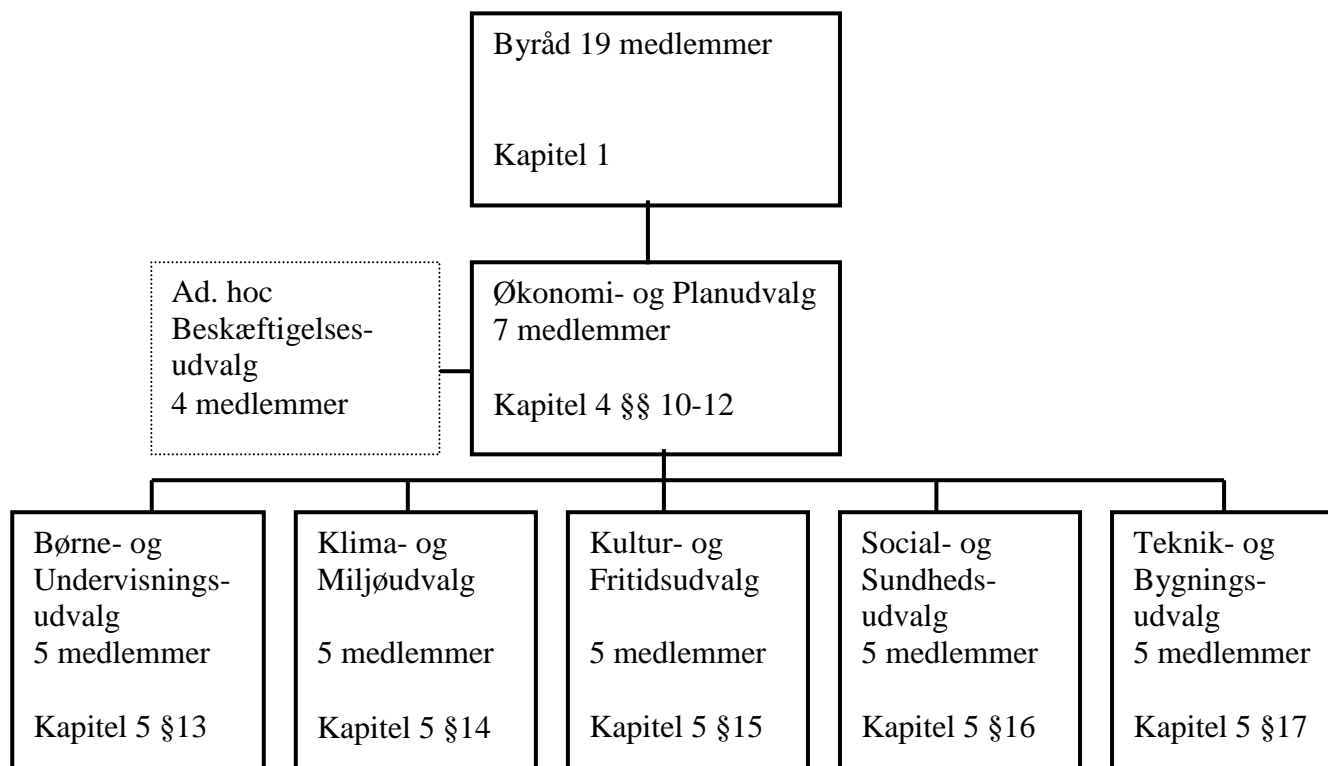 Byråd 19 medlemmer
Kapitel 1
Ad. hoc
Beskæftigelses-
udvalg
4 medlemmer
Økonomi- og Planudvalg
7 medlemmer
Kapitel 4 §§ 10-12
Børne- og
Undervisnings-
udvalg
5 medlemmer
Kapitel 5 §13
Klima- og
Miljøudvalg
5 medlemmer
Kapitel 5 §14
Kultur- og
Fritidsudvalg
5 medlemmer
Kapitel 5 §15
Social- og
Sundheds-
udvalg
5 medlemmer
Kapitel 5 §16
Teknik- og
Bygnings-
udvalg
5 medlemmer
Kapitel 5 §17